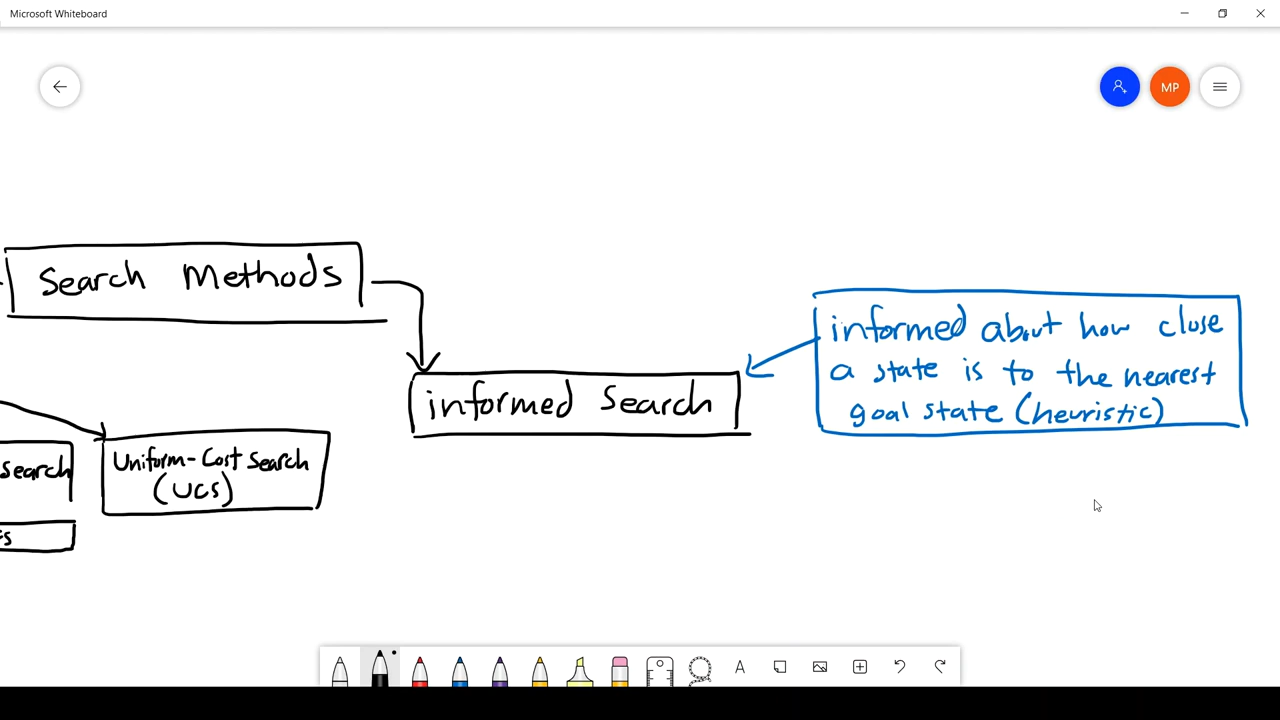 Microsoft Whiteboard
MP
Search Methods
informed Search
informed about how close
a state is to the nearest
goal state (heuristic)
Search
Uniform-Cost Search
(UCS)
A